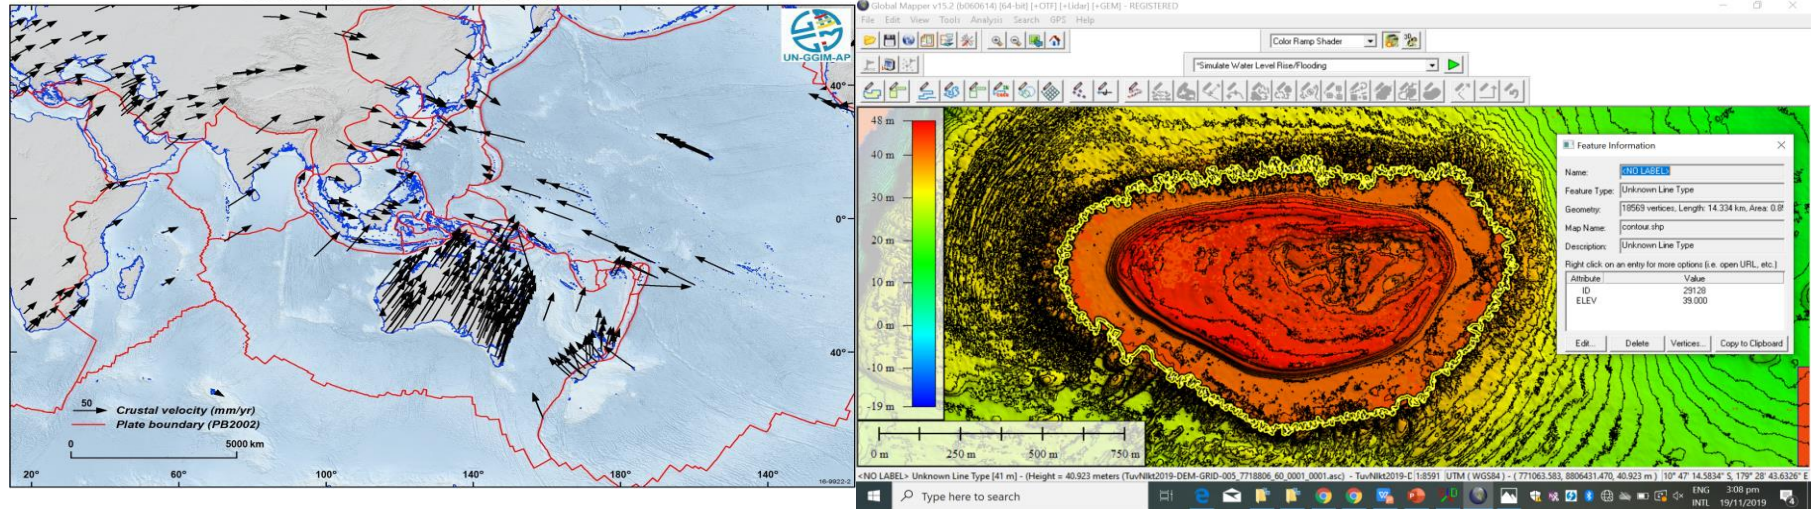 UN-GGIM-AP
40°
40°
0°
0°
40°
40°
50
Crustal velocity (mm/yr)
Plate boundary (PB2002)
0
5000 km
20°
60°
100°
140°
180°
140°
16-9922-2
Global Mapper v15.2 (b060614) [64-bit] [+OTF] [+Lidar] [+GEM] - REGISTERED
File Edit View Tools Analysis Search GPS Help
Color Ramp Shader
*Simulate Water Level Rise/Flooding
48 m
40 m
30 m
20 m
10 m
0 m
-10 m
-19 m
0 m
250 m
500 m
750 m
Feature Information
Name:
<NO LABEL>
Feature Type:
Unknown Line Type
Geometry:
18569 vertices, Length: 14.334 km, Area: 0.8
Map Name:
contour.shp
Description:
Unknown Line Type
Right click on an entry for more options (i.e. open URL, etc.)
Attribute Value
ID 29128
ELEV 39.000
Edit... Delete Vertices... Copy to Clipboard
<NO LABEL> Unknown Line Type [41 m] - (Height = 40.923 meters (TuvNlkt2019-DEM-GRID-005_7718806_60_0001_0001.asc) - TuvNlkt2019-D 1:8591 UTM ( WGS84 ) - ( 771063.583, 8806431.470, 40.923 m ) 10° 47' 14.5834" S, 179° 28' 43.6326" E
Type here to search
ENG
INTL
3:08 pm
19/11/2019